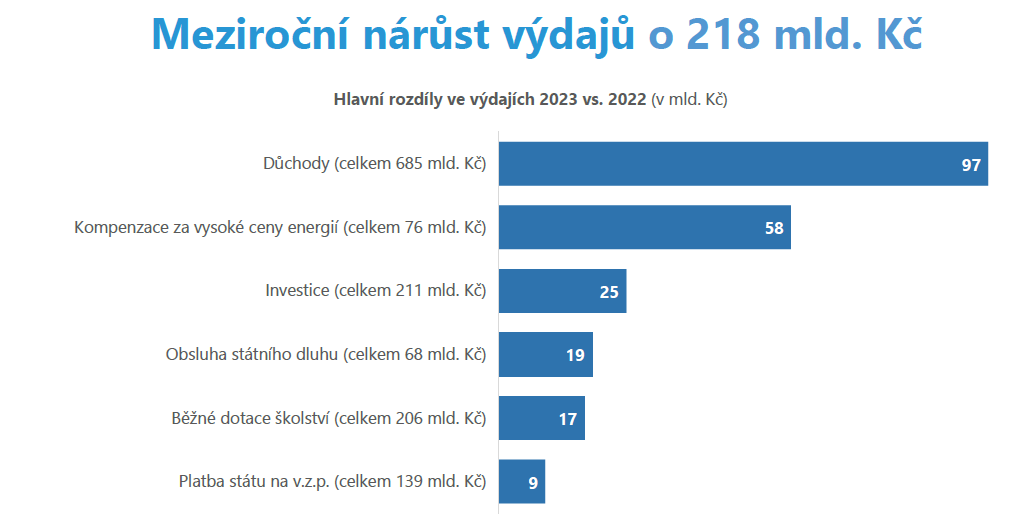 Meziroční nárůst výdajů o 218 mld. Kč
Hlavní rozdíly ve výdajích 2023 vs. 2022 (v mld. Kč)
Důchody (celkem 685 mld. Kč) 97
Kompenzace za vysoké ceny energií (celkem 76 mld. Kč) 58
Investice (celkem 211 mld. Kč) 25
Obsluha státního dluhu (celkem 68 mld. Kč) 19
Běžné dotace školství (celkem 206 mld. Kč) 17
Platba státu na v.z.p. (celkem 139 mld. Kč) 9